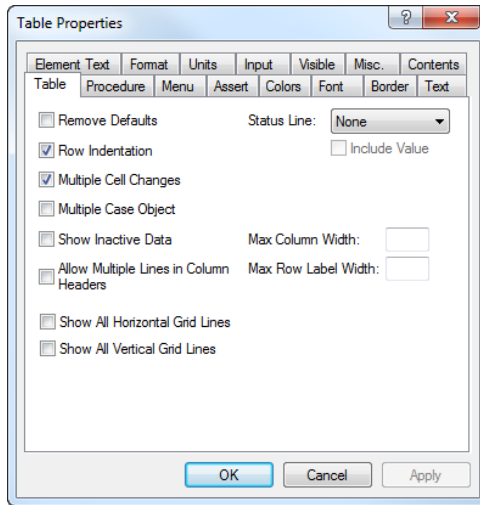 Table Properties
Element Text Format Units Input Visible Misc. Contents
Table Procedure Menu Assert Colors Font Border Text
Remove Defaults
Status Line: None
Row Indentation
Include Value
Multiple Cell Changes
Multiple Case Object
Show Inactive Data
Max Column Width:
Allow Multiple Lines in Column
Headers
Max Row Label Width:
Show All Horizontal Grid Lines
Show All Vertical Grid Lines
OK Cancel Apply